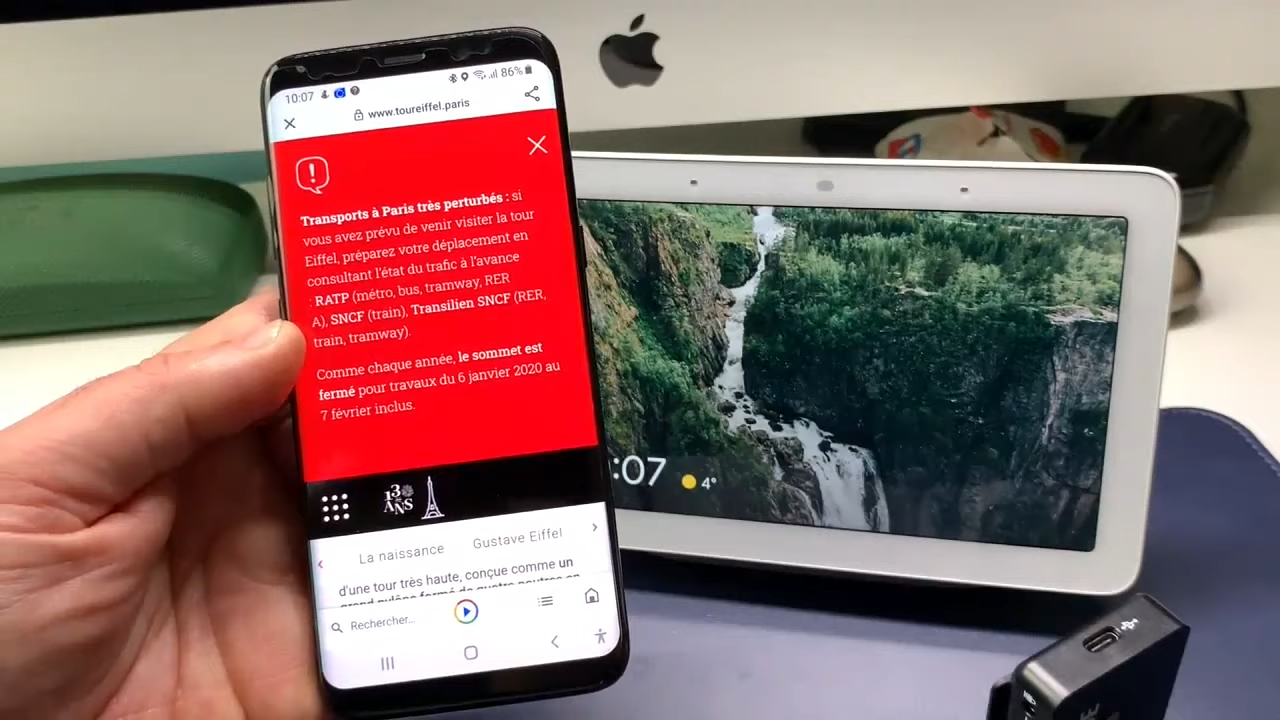 10:07
86%
www.toureiffel.paris
Transports à Paris très perturbés : si
vous avez prévu de venir visiter la tour
Eiffel, préparez votre déplacement en
consultant l'état du trafic à l'avance
: RATP (métro, bus, tramway, RER
A), SNCF (train), Transilien SNCF (RER,
train, tramway).
Comme chaque année, le sommet est
fermé pour travaux du 6 janvier 2020 au
7 février inclus.
13 ANS
La naissance Gustave Eiffel
d'une tour très haute, conçue comme un
Rechercher...
:07 4°